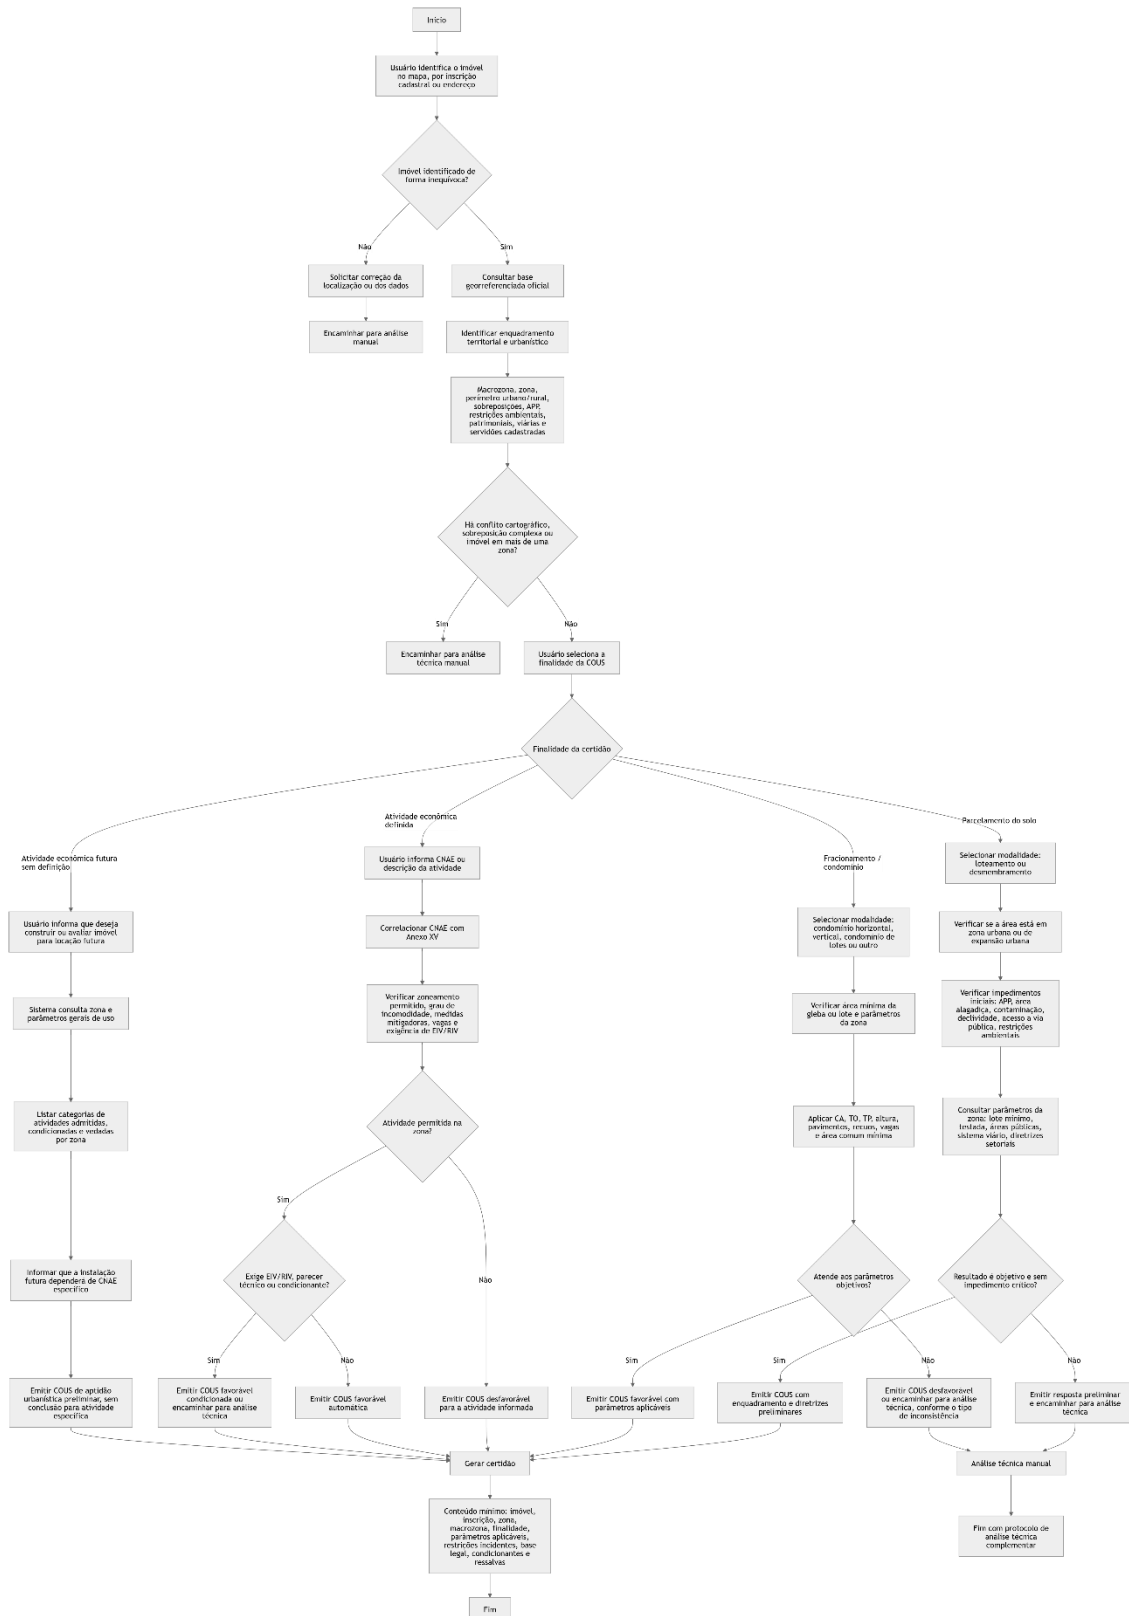 Início
Usuário identifica o imóvel
no mapa, por inscrição
cadastral ou endereço
Imóvel identificado de
forma inequívoca?
Não
Sim
Solicitar correção da
localização ou dos dados
Consultar base
georreferenciada oficial
Encaminhar para análise
manual
Identificar enquadramento
territorial e urbanístico
Macrozona, zona,
perímetro urbano/rural,
sobreposições, APP,
restrições ambientais,
patrimoniais, viárias e
servidões cadastradas
Há conflito cartográfico,
sobreposição complexa ou
imóvel em mais de uma
zona?
Sim
Não
Encaminhar para análise
técnica manual
Usuário seleciona a
finalidade da COUS
Finalidade da certidão
Atividade econômica futura
sem definição
Atividade econômica
definida
Fracionamento /
condomínio
Parcelamento do solo
Usuário informa que deseja
construir ou avaliar imóvel
para locação futura
Sistema consulta zona e
parâmetros gerais de uso
Listar categorias de
atividades admitidas,
condicionadas e vedadas
por zona
Informar que a instalação
futura dependerá de CNAE
específico
Emitir COUS de aptidão
urbanística preliminar, sem
conclusão para atividade
específica
Usuário informa CNAE ou
descrição da atividade
Correlacionar CNAE com
Anexo XV
Verificar zoneamento
permitido, grau de
incomodidade, medidas
mitigadoras, vagas e
exigência de EIV/RIV
Atividade permitida na
zona?
Sim
Não
Exige EIV/RIV, parecer
técnico ou condicionante?
Sim
Não
Emitir COUS favorável
condicionada ou
encaminhar para análise
técnica
Emitir COUS favorável
automática
Emitir COUS desfavorável
para a atividade informada
Selecionar modalidade:
condomínio horizontal,
vertical, condomínio de
lotes ou outro
Verificar área mínima da
gleba ou lote e parâmetros
da zona
Aplicar CA, TO, TP, altura,
pavimentos, recuos, vagas
e área comum mínima
Atende aos parâmetros
objetivos?
Sim
Não
Emitir COUS favorável com
parâmetros aplicáveis
Emitir COUS desfavorável
ou encaminhar para análise
técnica, conforme o tipo
de inconsistência
Selecionar modalidade:
loteamento ou
desmembramento
Verificar se a área está em
zona urbana ou de
expansão urbana
Verificar impedimentos
iniciais: APP, área
alagadiça, contaminação,
declividade, acesso a via
pública, restrições
ambientais
Consultar parâmetros da
zona: lote mínimo,
testada, áreas públicas,
sistema viário, diretrizes
setoriais
Resultado é objetivo e sem
impedimento crítico?
Sim
Não
Emitir COUS com
enquadramento e diretrizes
preliminares
Emitir resposta preliminar
e encaminhar para análise
técnica
Gerar certidão
Análise técnica manual
Conteúdo mínimo: imóvel,
inscrição, zona,
macrozona, finalidade,
parâmetros aplicáveis,
restrições incidentes, base
legal, condicionantes e
ressalvas
Fim com protocolo de
análise técnica
complementar
Fim